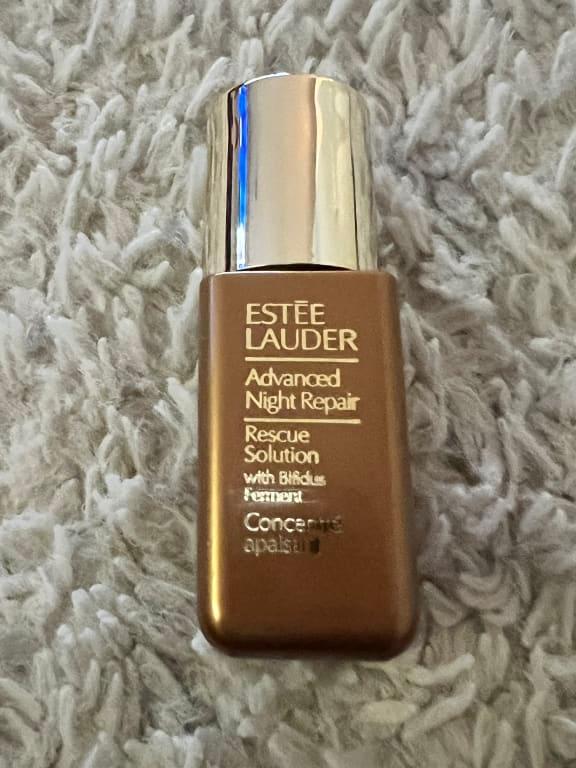 ESTĒE
LAUDER
Advanced
Night Repair
Rescue
Solution
with Bifidus
Ferment
Concentré
apaisant